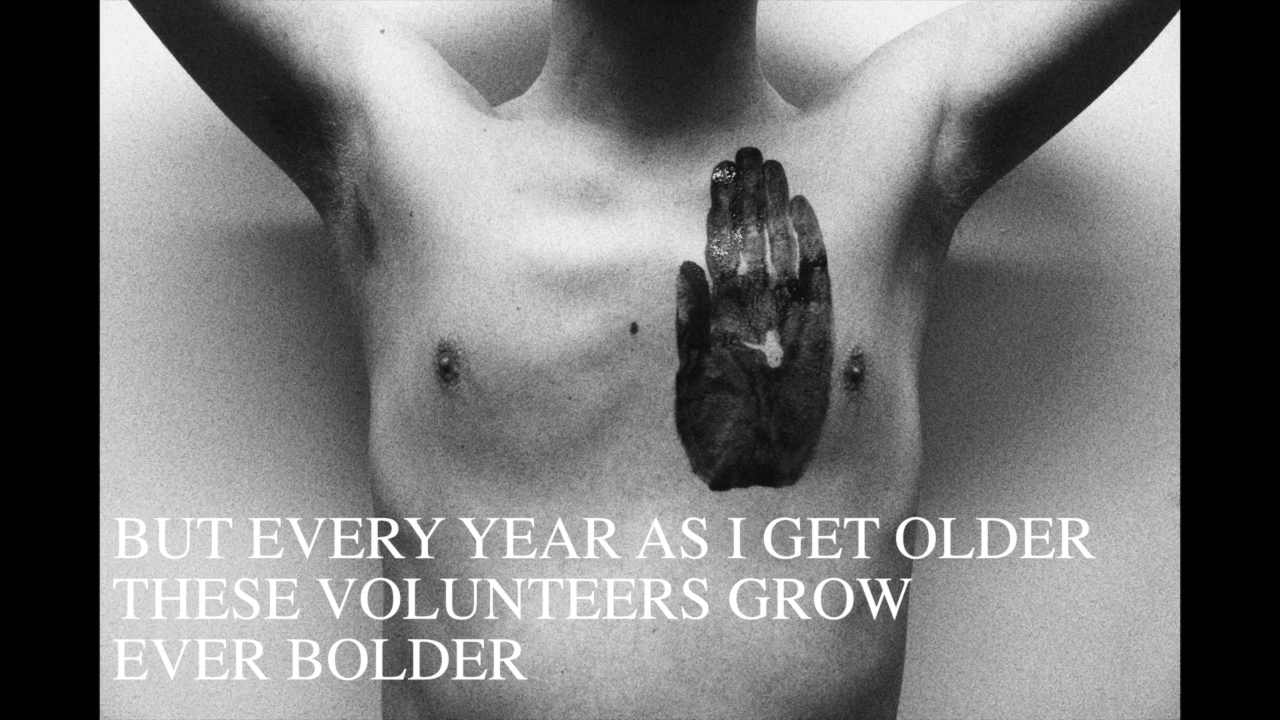 BUT EVERY YEAR AS I GET OLDER
THESE VOLUNTEERS GROW
EVER BOLDER